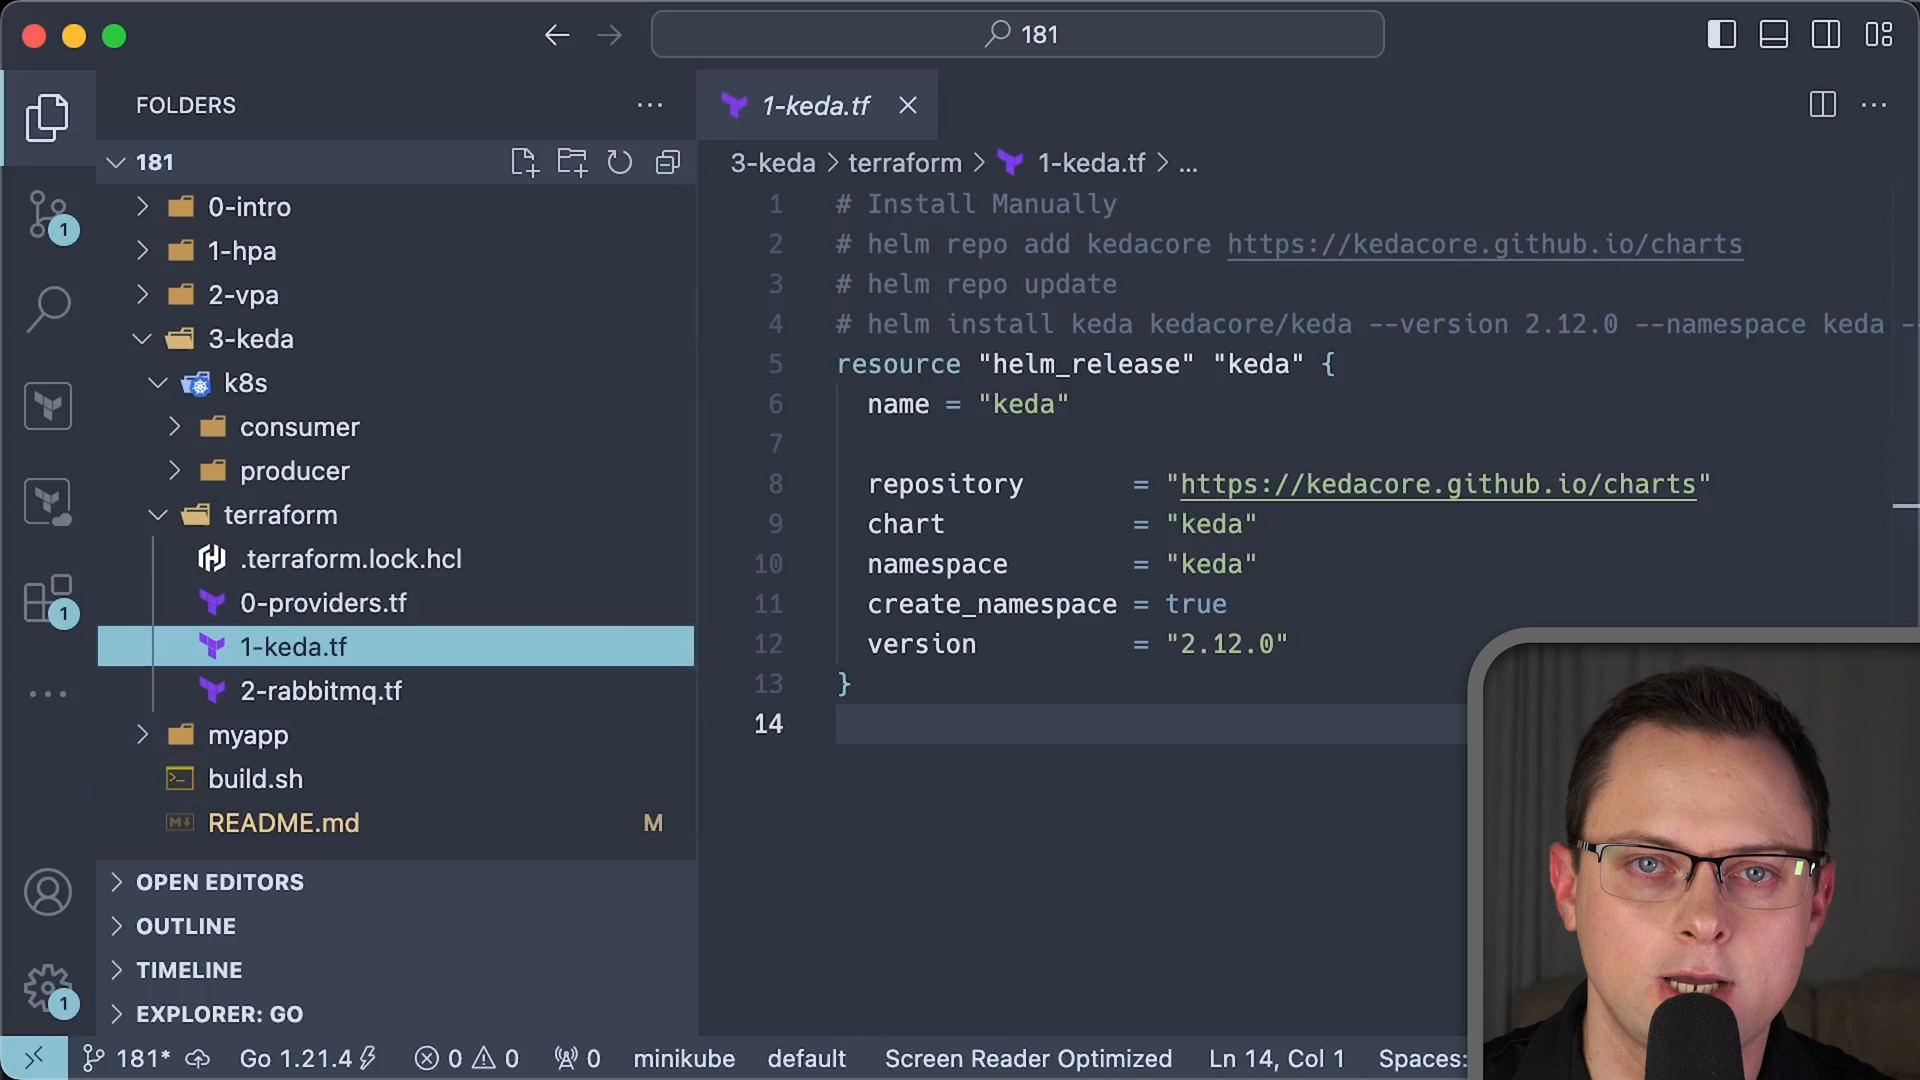 181
FOLDERS
181
0-intro
1-hpa
2-vpa
3-keda
k8s
consumer
producer
terraform
.terraform.lock.hcl
0-providers.tf
1-keda.tf
2-rabbitmq.tf
myapp
build.sh
README.md M
OPEN EDITORS
OUTLINE
TIMELINE
EXPLORER: GO
1
1
1
1-keda.tf
3-keda > terraform > 1-keda.tf > ...
1 # Install Manually
2 # helm repo add kedacore https://kedacore.github.io/charts
3 # helm repo update
4 # helm install keda kedacore/keda --version 2.12.0 --namespace keda -
5 resource "helm_release" "keda" {
6 name = "keda"
7
8 repository = "https://kedacore.github.io/charts"
9 chart = "keda"
10 namespace = "keda"
11 create_namespace = true
12 version = "2.12.0"
13 }
14
181* Go 1.21.4 0 0 0 minikube default Screen Reader Optimized Ln 14, Col 1 Spaces: